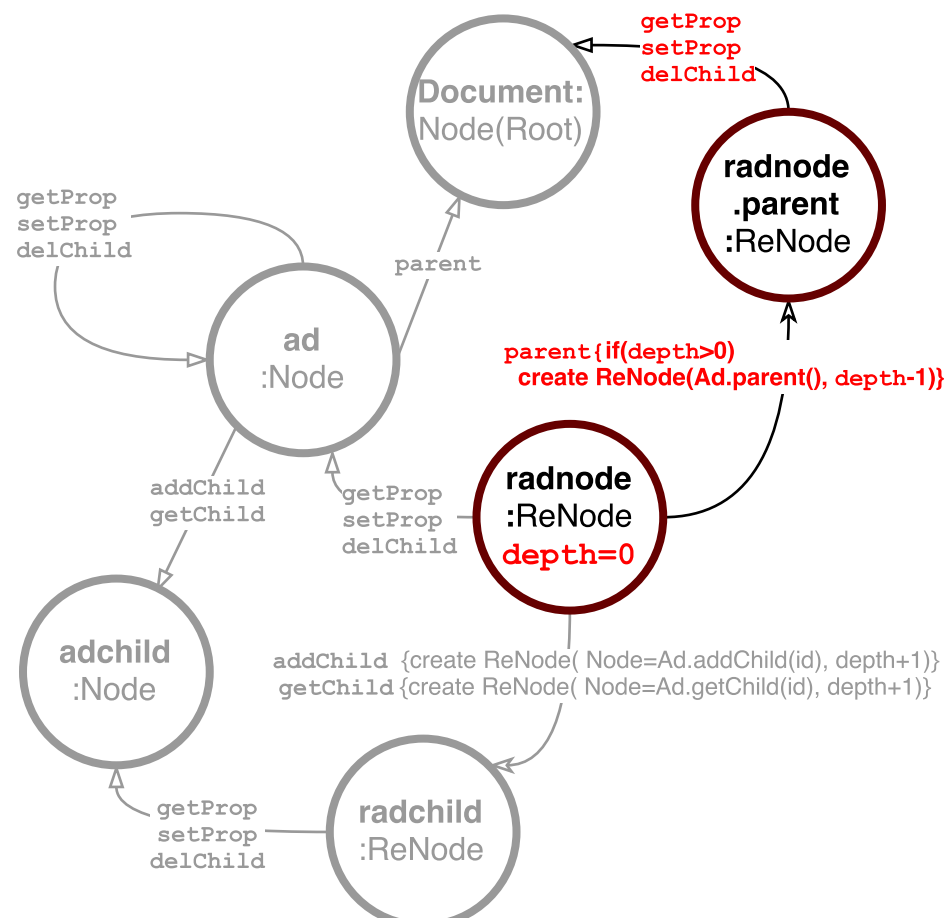 getProp
setProp
delChild
Document:
Node(Root)
radnode
.parent
:ReNode
getProp
setProp
delChild
parent
ad
:Node
parent{if(depth>0)
create ReNode(Ad.parent(), depth-1)}
radnode
:ReNode
depth=0
addChild
getChild
getProp
setProp
delChild
adchild
:Node
addChild {create ReNode( Node=Ad.addChild(id), depth+1)}
getChild{create ReNode( Node=Ad.getChild(id), depth+1)}
getProp
setProp
delChild
radchild
:ReNode